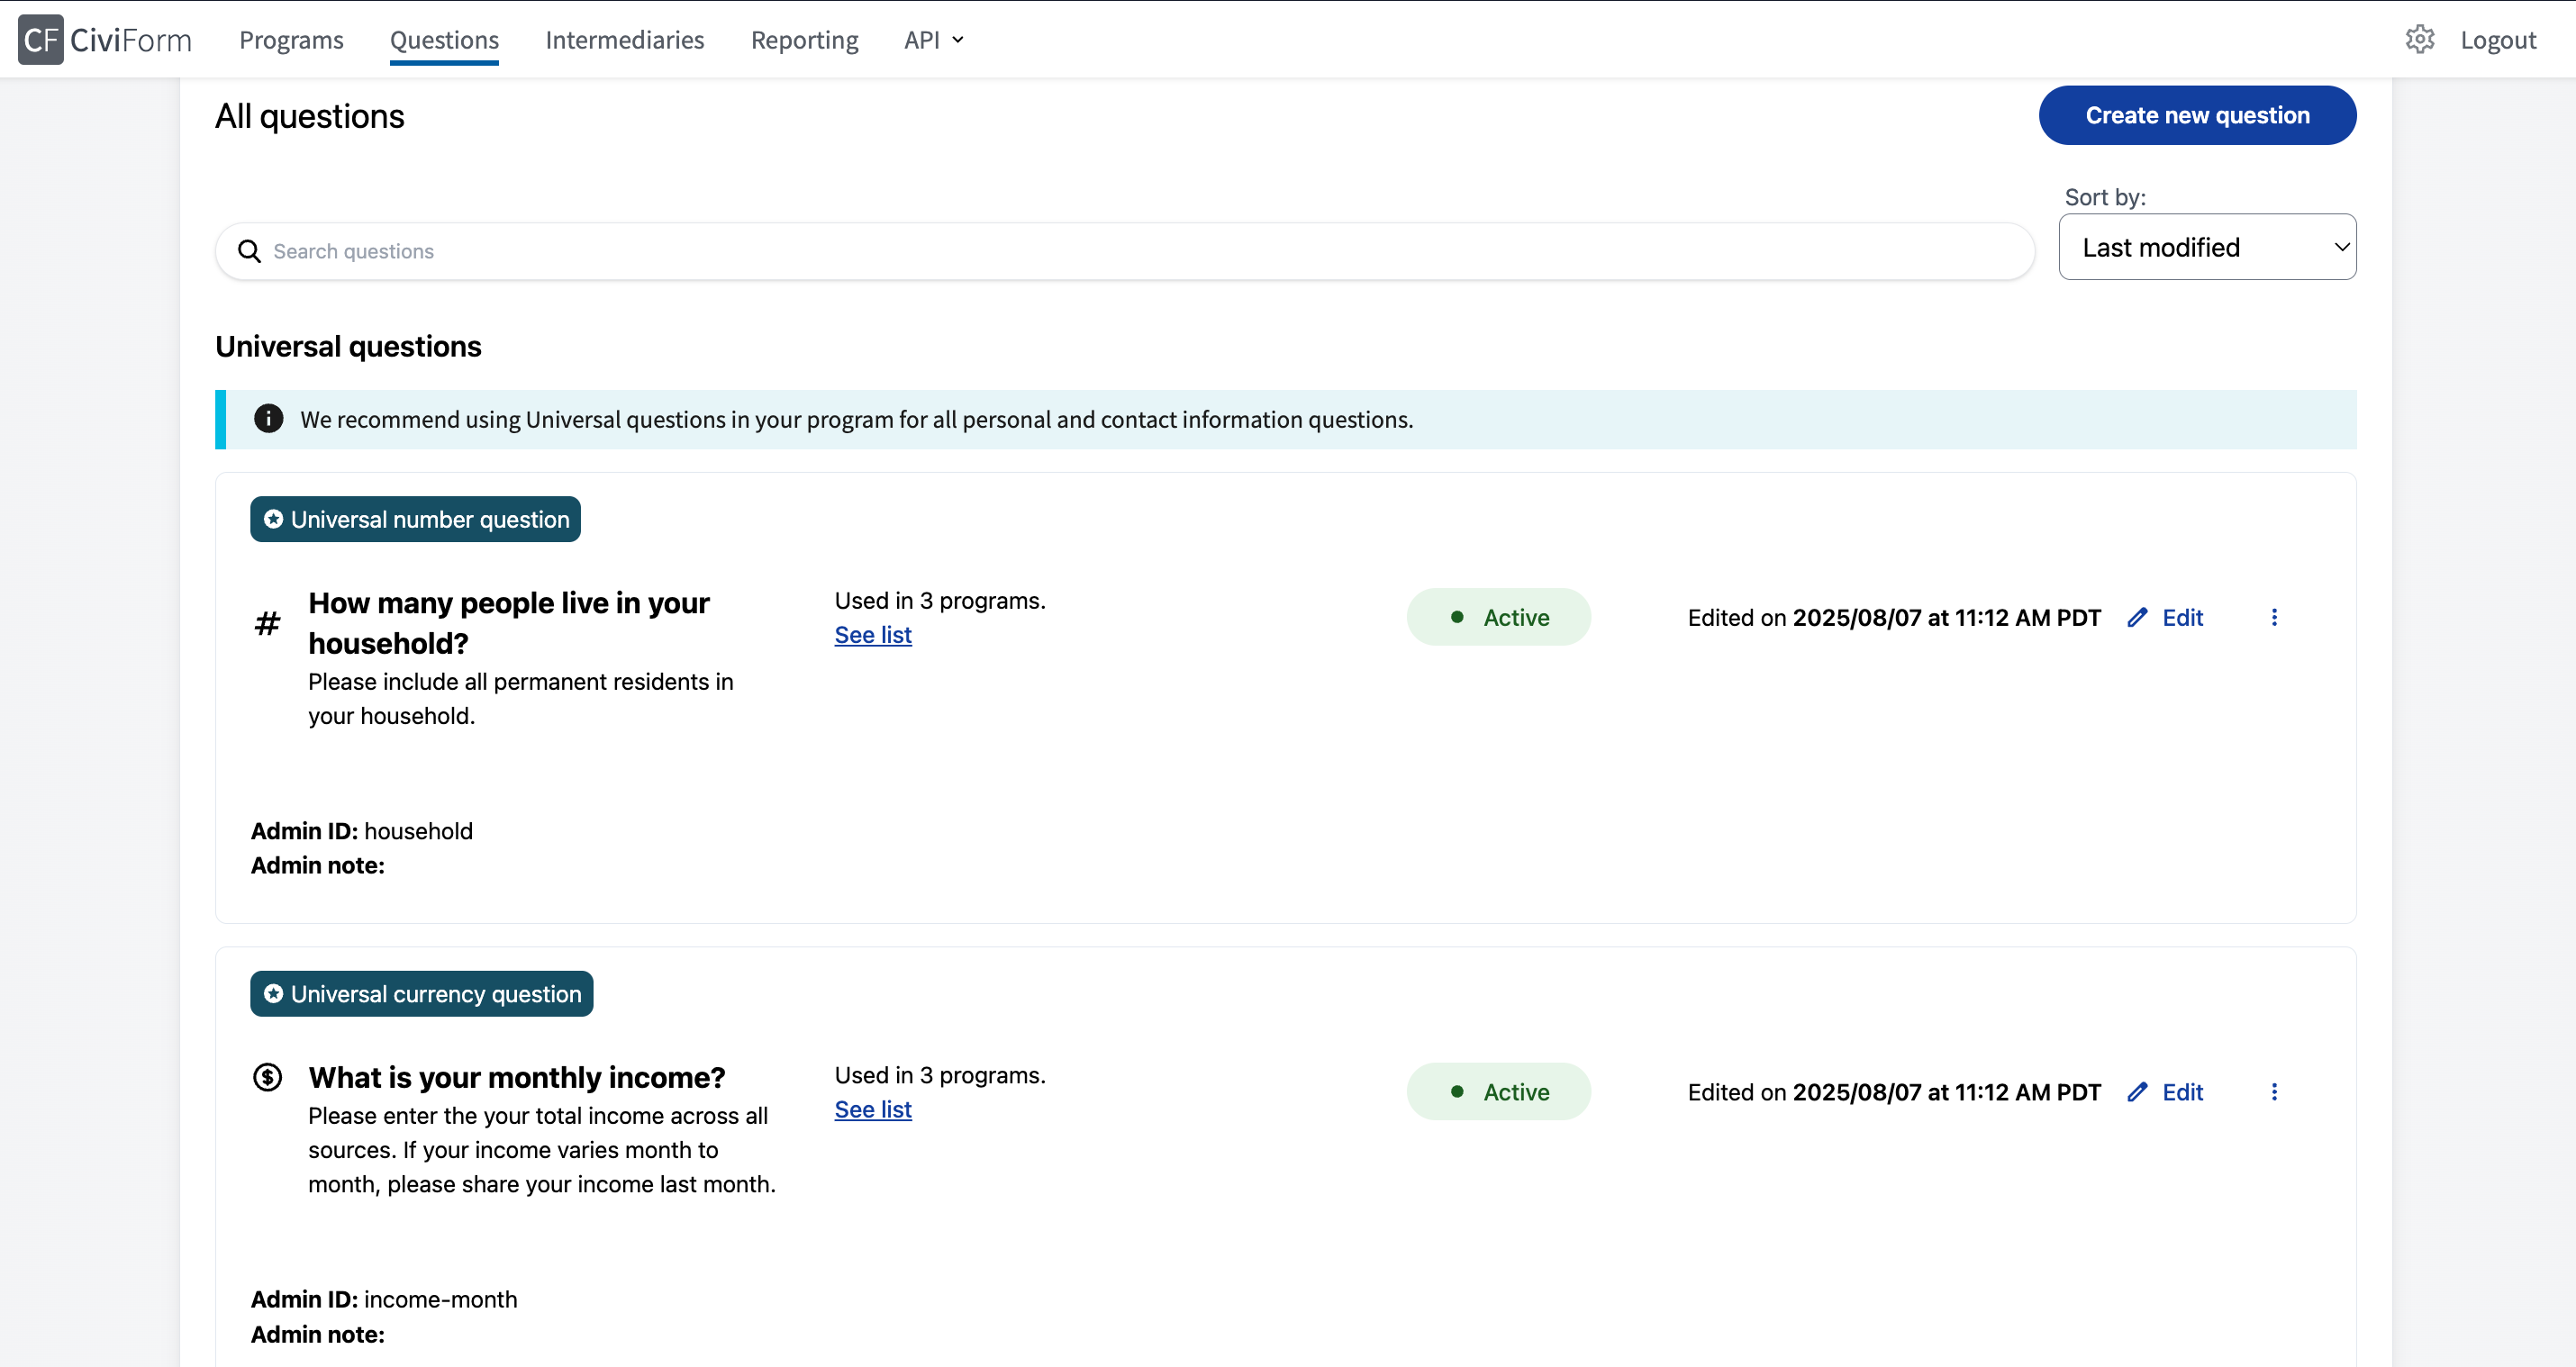 CF CiviForm Programs Questions Intermediaries Reporting API Logout
All questions
Create new question
Sort by:
Search questions
Last modified
Universal questions
We recommend using Universal questions in your program for all personal and contact information questions.
Universal number question
# How many people live in your
household?
Please include all permanent residents in
your household.
Used in 3 programs.
See list
Active
Edited on 2025/08/07 at 11:12 AM PDT
Edit
Admin ID: household
Admin note:
Universal currency question
What is your monthly income?
Please enter the your total income across all
sources. If your income varies month to
month, please share your income last month.
Used in 3 programs.
See list
Active
Edited on 2025/08/07 at 11:12 AM PDT
Edit
Admin ID: income-month
Admin note: